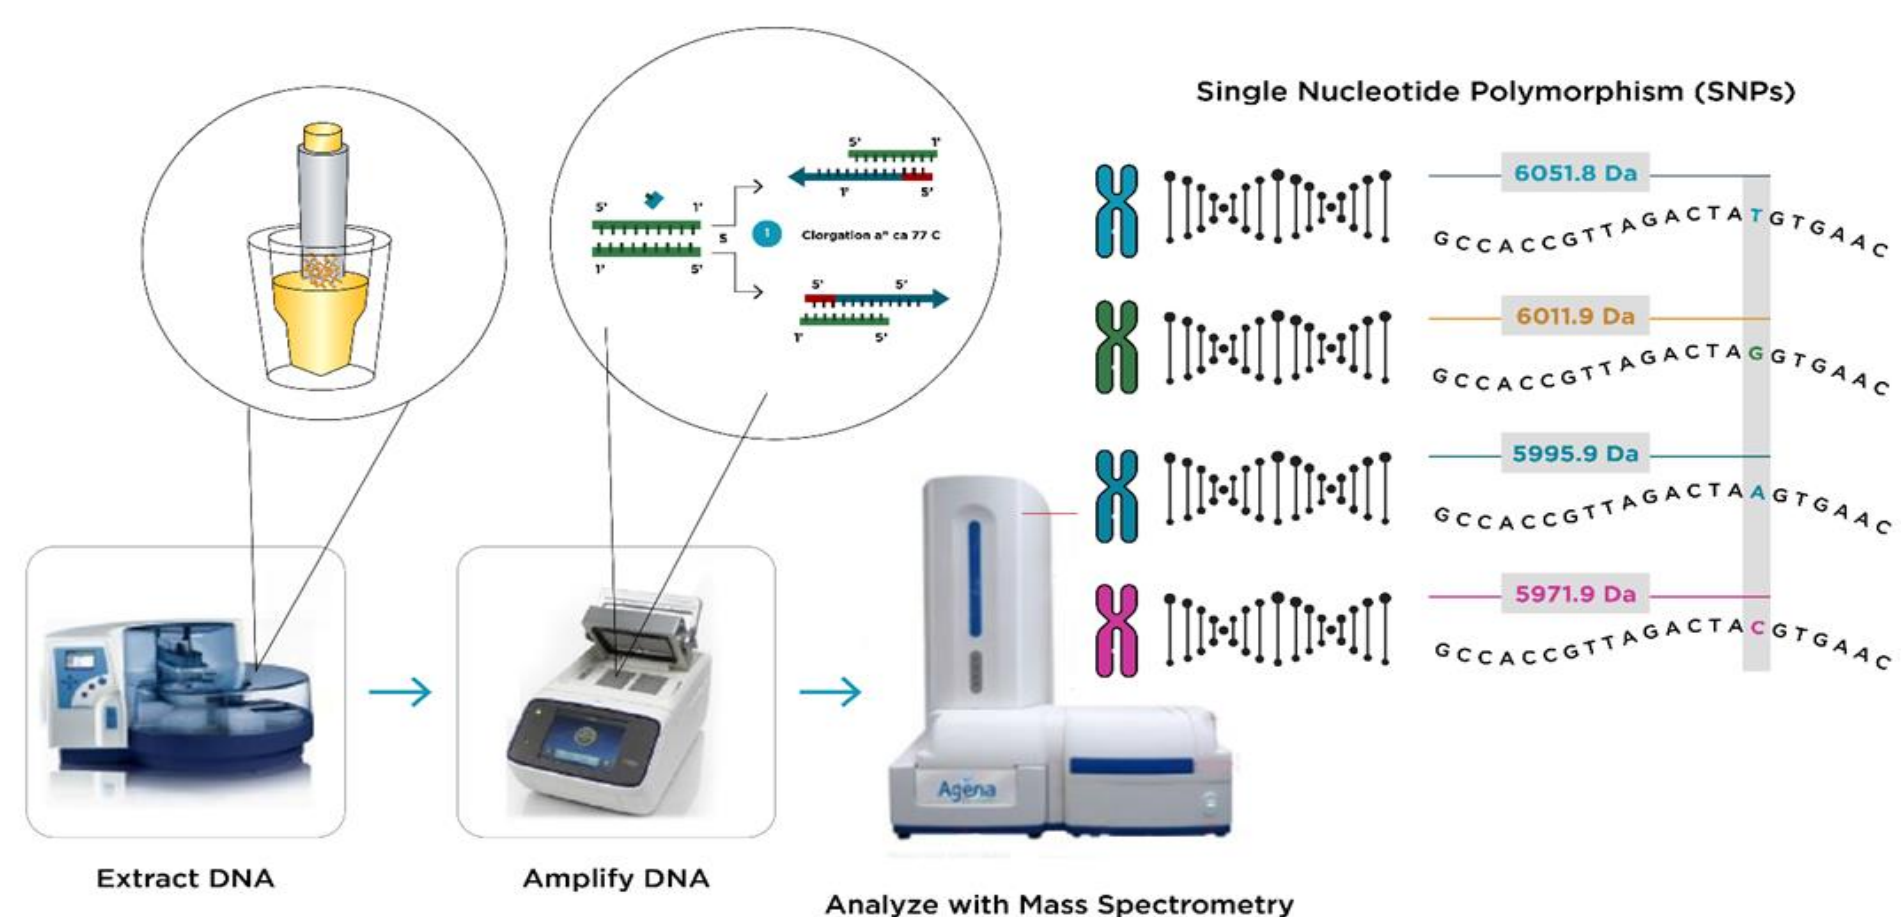 Single Nucleotide Polymorphism (SNPs)
5' 1'
1' 5'
5' 1'
S
1
Clorgation a" ca 77 C
1' 5'
5' 5'
1' 5'
6051.8 Da
GCCACCGTTAGACTATGTGAAC
6011.9 Da
GCCACCGTTAGACTAGGTGAAC
5995.9 Da
GCCACCGTTAGACTAAGTGAAC
5971.9 Da
GCCACCGTTAGACTACGTGAAC
Agena
Extract DNA
Amplify DNA
Analyze with Mass Spectrometry